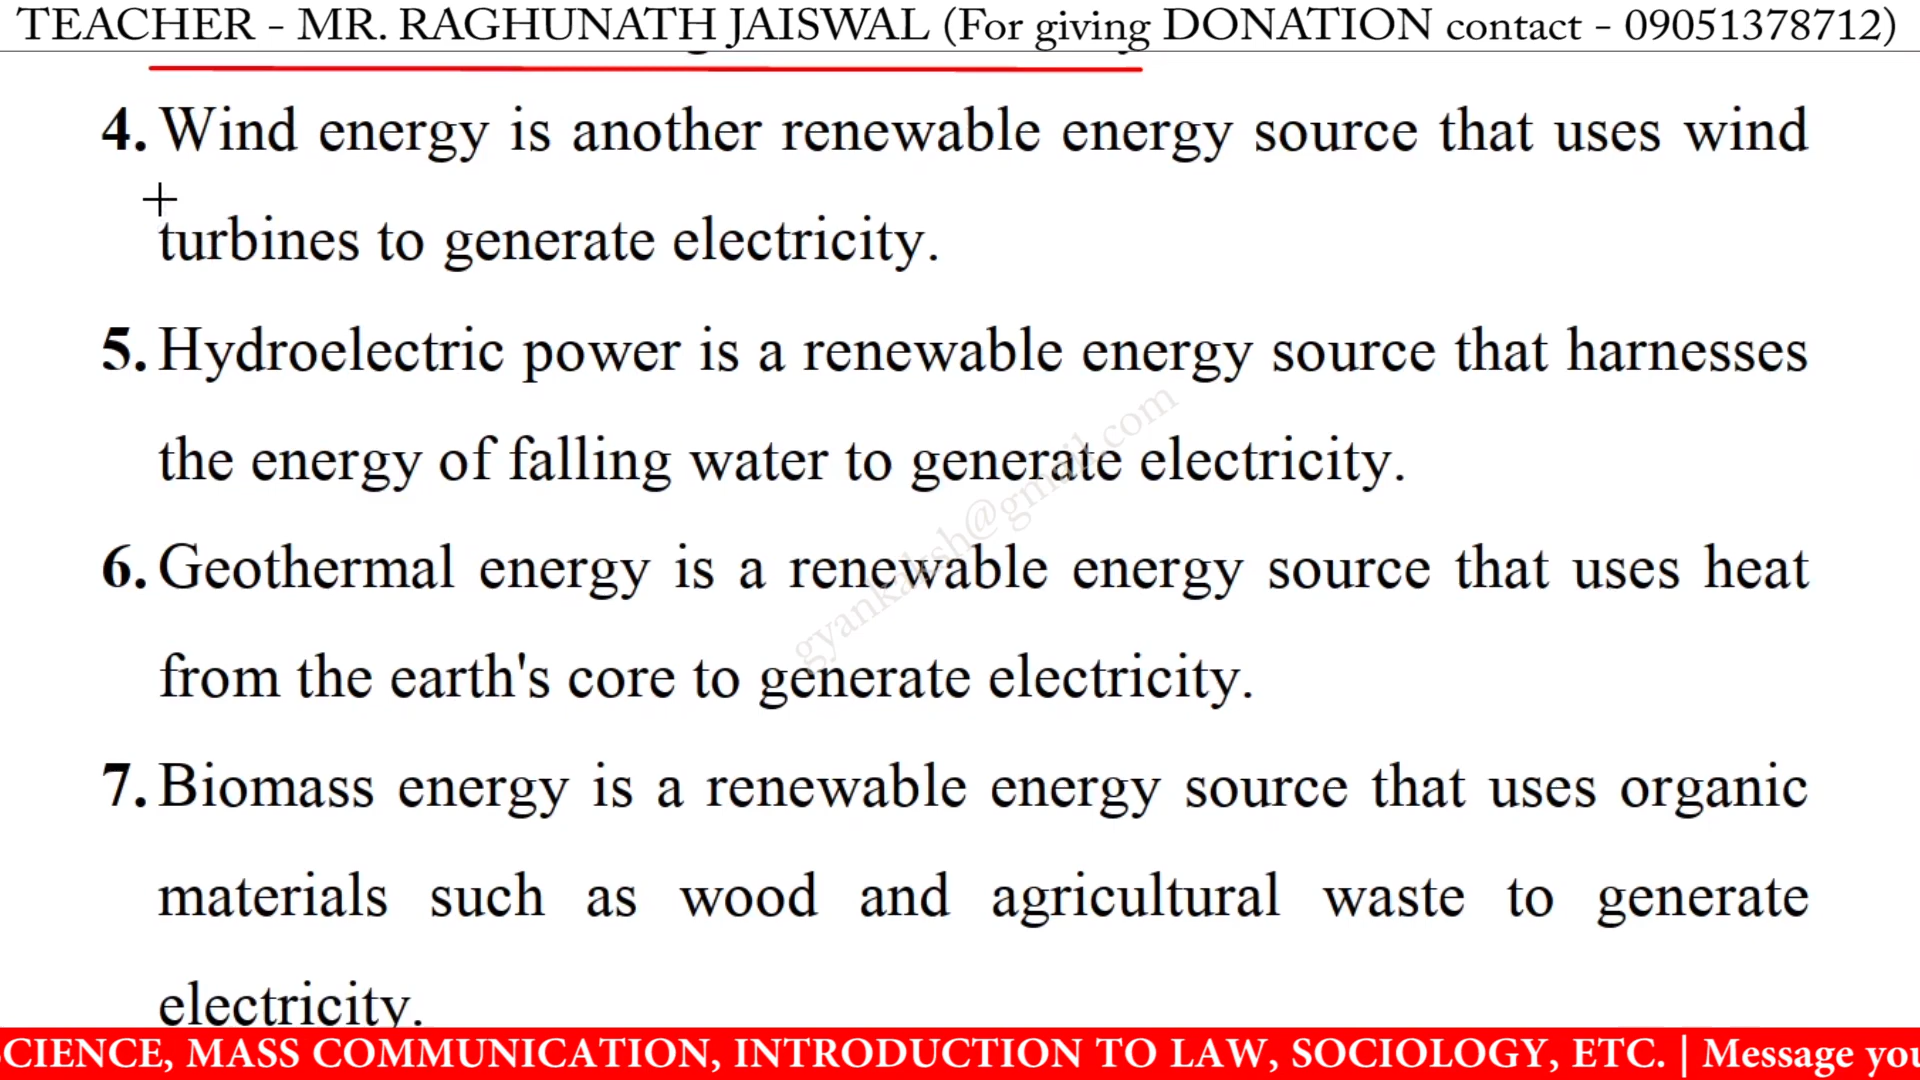 TEACHER - MR. RAGHUNATH JAISWAL (For giving DONATION contact - 09051378712)
4. Wind energy is another renewable energy source that uses wind
turbines to generate electricity.
5. Hydroelectric power is a renewable energy source that harnesses
the energy of falling water to generate electricity.
gyankaksh@gmail.com
6. Geothermal energy is a renewable energy source that uses heat
from the earth's core to generate electricity.
7. Biomass energy is a renewable energy source that uses organic
materials such as wood and agricultural waste to generate
electricity.
CIENCE, MASS COMMUNICATION, INTRODUCTION TO LAW, SOCIOLOGY, ETC. | Message you